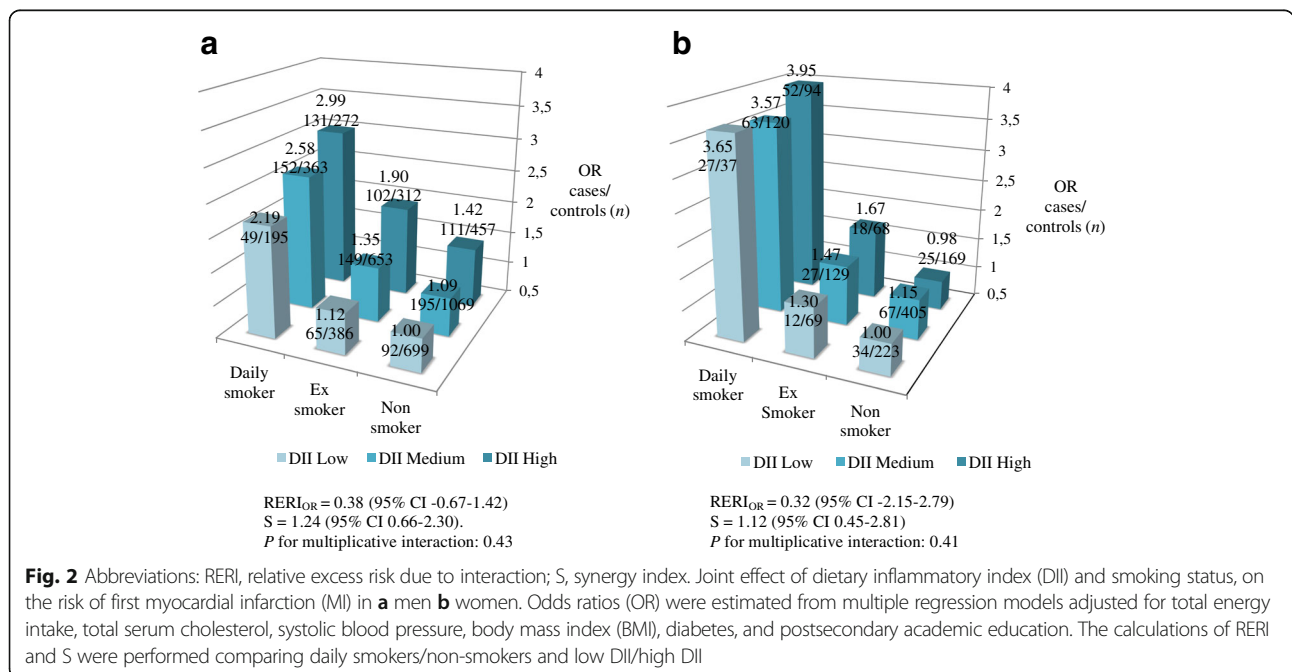 a
4
3,5
3
2,5
2
1,5
1
0,5
OR
cases/
controls (n)
2.99
131/272
2.58
152/363
2.19
49/195
1.90
102/312
1.35
149/653
1.12
65/386
1.42
111/457
1.09
195/1069
1.00
92/699
Daily
smoker
Ex
smoker
Non
smoker
DII Low DII Medium DII High
RERIOR = 0.38 (95% CI -0.67-1.42)
S = 1.24 (95% CI 0.66-2.30).
P for multiplicative interaction: 0.43
b
4
3,5
3
2,5
2
1,5
1
0,5
OR
cases/
controls (n)
3.95
52/94
3.57
63/120
3.65
27/37
1.67
18/68
1.47
27/129
1.30
12/69
0.98
25/169
1.15
67/405
1.00
34/223
Daily
smoker
Ex
Smoker
Non
smoker
DII Low DII Medium DII High
RERIOR = 0.32 (95% CI -2.15-2.79)
S = 1.12 (95% CI 0.45-2.81)
P for multiplicative interaction: 0.41
Fig. 2 Abbreviations: RERI, relative excess risk due to interaction; S, synergy index. Joint effect of dietary inflammatory index (DII) and smoking status, on
the risk of first myocardial infarction (MI) in a men b women. Odds ratios (OR) were estimated from multiple regression models adjusted for total energy
intake, total serum cholesterol, systolic blood pressure, body mass index (BMI), diabetes, and postsecondary academic education. The calculations of RERI
and S were performed comparing daily smokers/non-smokers and low DII/high DII